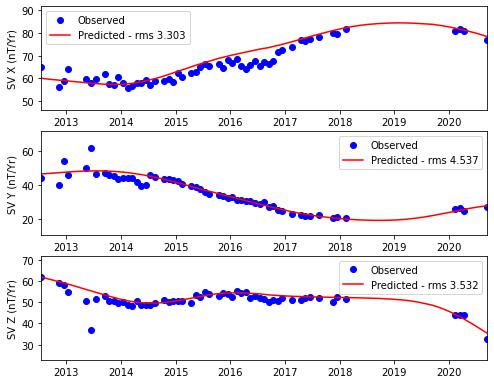 SV X (nT/Yr)
90
80
70
60
50
Observed
Predicted - rms 3.303
2013 2014 2015 2016 2017 2018 2019 2020
SV Y (nT/Yr)
60
40
20
Observed
Predicted - rms 4.537
2013 2014 2015 2016 2017 2018 2019 2020
SV Z (nT/Yr)
70
60
50
40
30
Observed
Predicted - rms 3.532
2013 2014 2015 2016 2017 2018 2019 2020